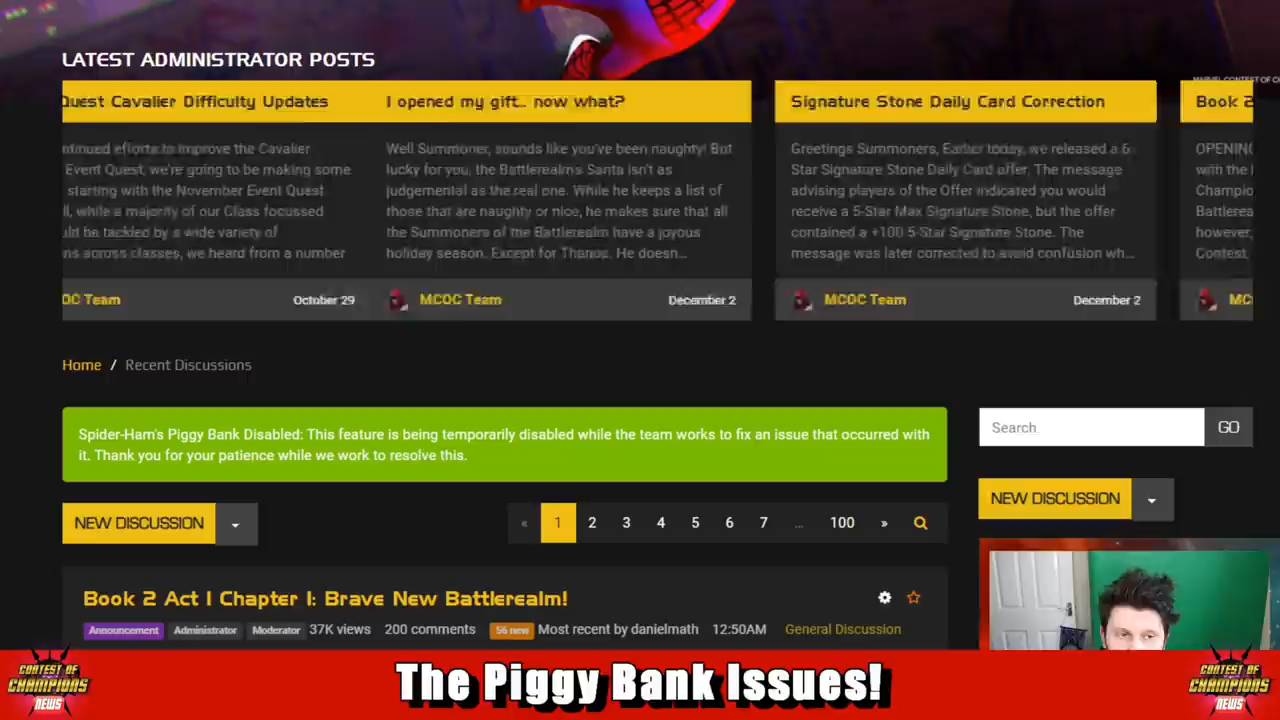 LATEST ADMINISTRATOR POSTS
MARVEL CONTEST OF C
Quest Cavalier Difficulty Updates
ntinued efforts to improve the Cavalier
Event Quest, we're going to be making some
starting with the November Event Quest
ll, while a majority of our Class focussed
uld be tackled by a wide variety of
ns across classes, we heard from a number
OC Team
October 29
I opened my gift... now what?
Well Summoner, sounds like you've been naughty! But
lucky for you, the Battlerealm's Santa isn't as
judgemental as the real one. While he keeps a list of
those that are naughty or nice, he makes sure that all
the Summoners of the Battlerealm have a joyous
holiday season. Except for Thanos. He doesn...
MCOC Team
December 2
Signature Stone Daily Card Correction
Greetings Summoners, Earlier today, we released a 6-
Star Signature Stone Daily Card offer. The message
advising players of the Offer indicated you would
receive a 5-Star Max Signature Stone, but the offer
contained a +100 5-Star Signature Stone. The
message was later corrected to avoid confusion wh...
MCOC Team
December 2
Book 2
OPENING
with the
Champio
Battlerea
however,
Contest,
MC
Home / Recent Discussions
Spider-Ham's Piggy Bank Disabled: This feature is being temporarily disabled while the team works to fix an issue that occurred with
it. Thank you for your patience while we work to resolve this.
Search
GO
NEW DISCUSSION
« 1 2 3 4 5 6 7 ... 100 »
NEW DISCUSSION
Book 2 Act 1 Chapter 1: Brave New Battlerealm!
Announcement Administrator Moderator 37K views 200 comments 56 new Most recent by danielmath 12:50AM General Discussion
CONTEST OF
CHAMPIONS
NEWS
The Piggy Bank Issues!
CONTEST OF
CHAMPIONS
NEWS